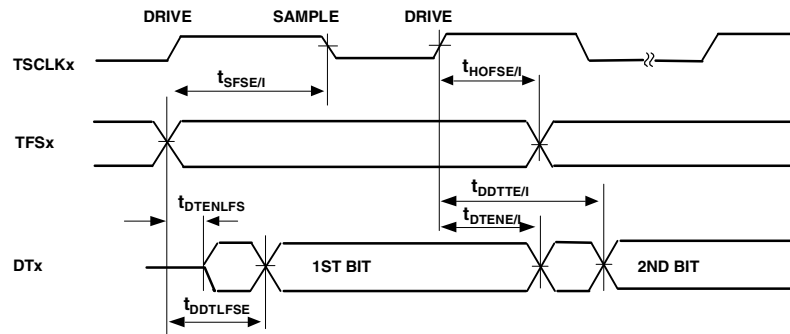 DRIVE SAMPLE DRIVE
TSCLKx
tSFSE/I
tHOFSE/I
TFSx
tDDTTE/I
tDTENLFS
tDTENE/I
DTx
1ST BIT
2ND BIT
tDDTLFSE